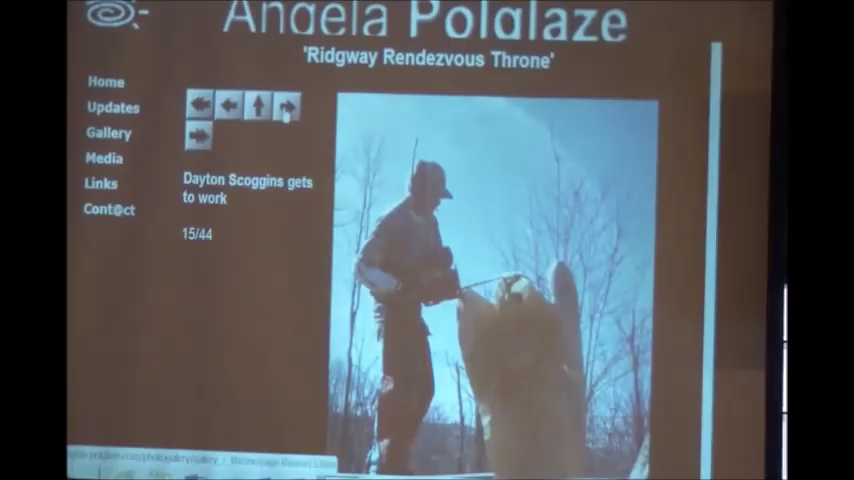 Angela Polglaze
'Ridgway Rendezvous Throne'
Home
Updates
Gallery
Media
Links
Cont@ct
Dayton Scoggins gets
to work
15/44